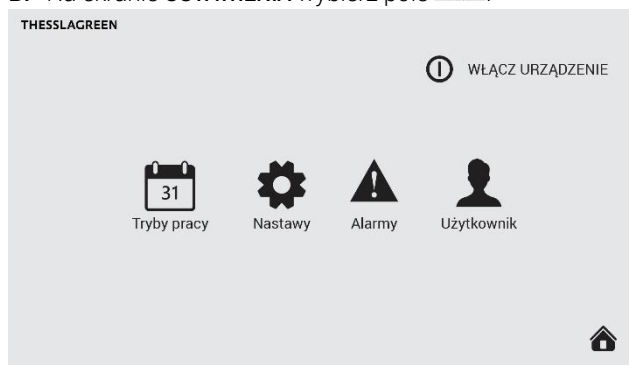 THESSLAGREEN
WŁĄCZ URZĄDZENIE
31
Tryby pracy Nastawy Alarmy Użytkownik